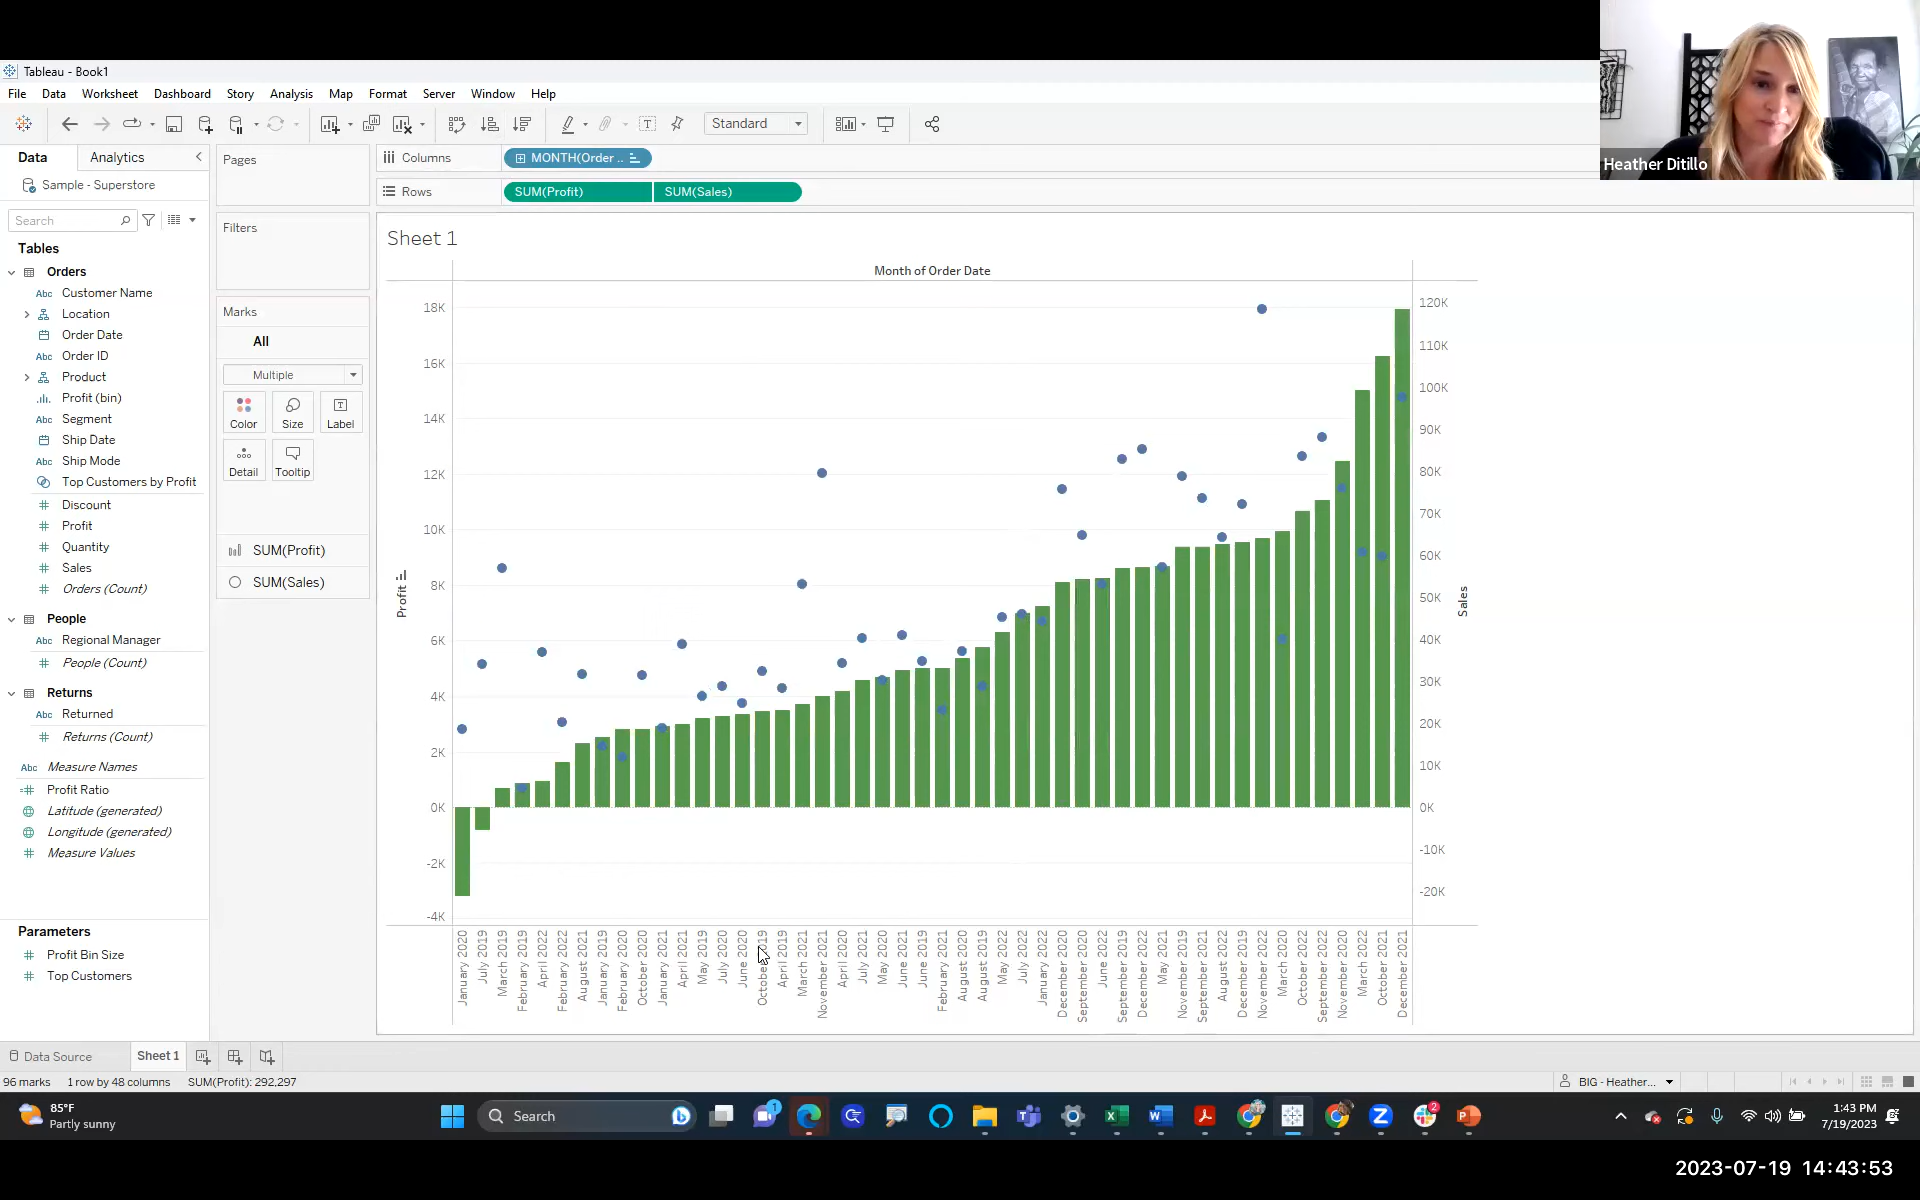 Tableau - Book1
File Data Worksheet Dashboard Story Analysis Map Format Server Window Help
Standard
Heather Ditillo
Data Analytics
Sample - Superstore
Search
Tables
Orders
Abc Customer Name
Location
Order Date
Abc Order ID
Product
Profit (bin)
Abc Segment
Ship Date
Abc Ship Mode
Top Customers by Profit
# Discount
# Profit
# Quantity
# Sales
# Orders (Count)
People
Abc Regional Manager
# People (Count)
Returns
Abc Returned
# Returns (Count)
Abc Measure Names
=# Profit Ratio
Latitude (generated)
Longitude (generated)
# Measure Values
Parameters
# Profit Bin Size
# Top Customers
Pages
Filters
Marks
All
Multiple
Color Size Label
Detail Tooltip
SUM(Profit)
SUM(Sales)
Columns MONTH(Order ..
Rows SUM(Profit) SUM(Sales)
Sheet 1
Month of Order Date
Profit
18K
16K
14K
12K
10K
8K
6K
4K
2K
0K
-2K
-4K
120K
110K
100K
90K
80K
70K
60K
50K
40K
30K
20K
10K
0K
-10K
-20K
Sales
January 2020
July 2019
March 2019
February 2019
April 2022
February 2022
August 2021
January 2019
February 2020
October 2020
January 2021
April 2021
May 2019
July 2020
June 2020
October 2019
April 2019
March 2021
November 2021
April 2020
July 2021
May 2020
June 2021
June 2019
February 2021
August 2020
August 2019
May 2022
July 2022
January 2022
December 2020
September 2020
June 2022
September 2019
December 2022
May 2021
November 2019
September 2021
August 2022
December 2019
November 2022
March 2020
October 2022
September 2022
November 2020
March 2022
October 2021
December 2021
Data Source Sheet 1
96 marks 1 row by 48 columns SUM(Profit): 292,297
BIG - Heather...
85°F
Partly sunny
Search
1
2
1:43 PM
7/19/2023
2023-07-19 14:43:53